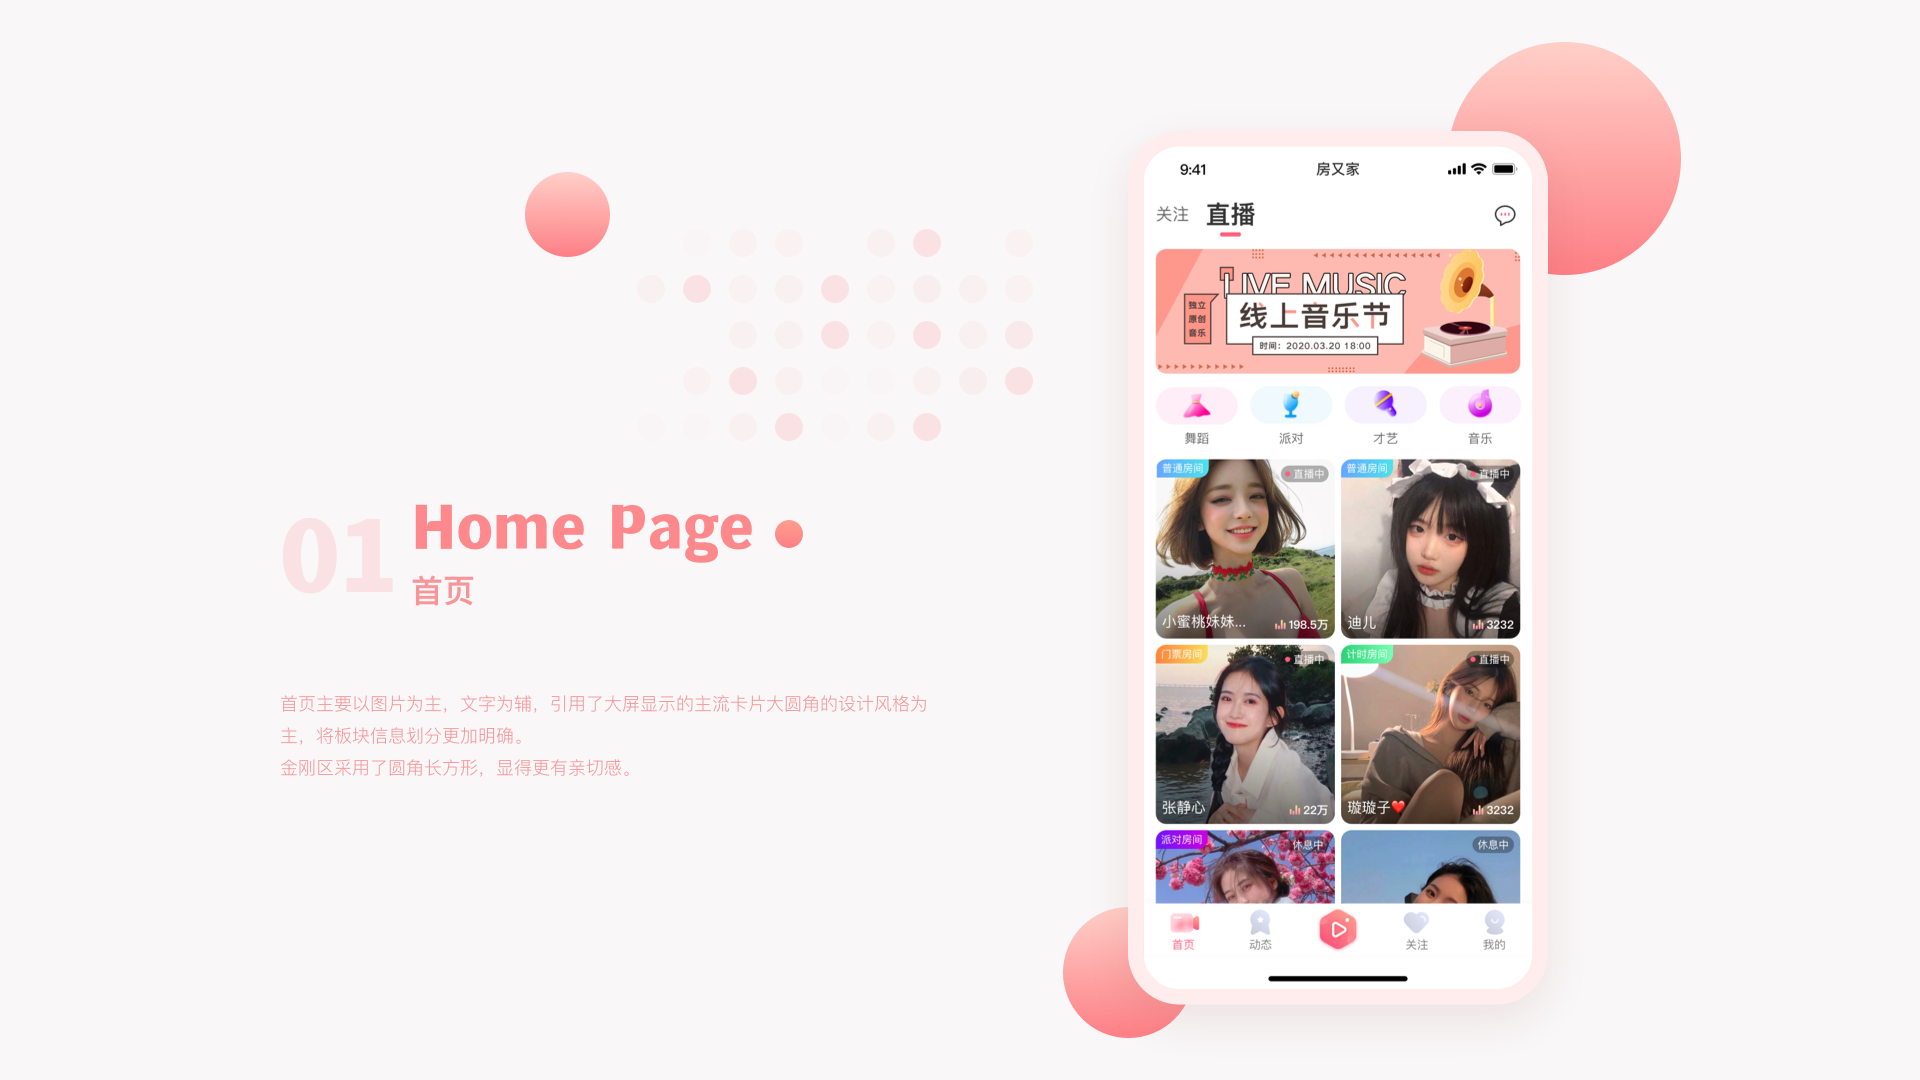 01
Home Page
首页
首页主要以图片为主，文字为辅，引用了大屏显示的主流卡片大圆角的设计风格为
主，将板块信息划分更加明确。
金刚区采用了圆角长方形，显得更有亲切感。
9:41
房又家
关注 直播
LIVE MUSIC
独立
原创
音乐
线上音乐节
时间：2020.03.20 18:00
舞蹈 派对 才艺 音乐
普通房间 直播中
小蜜桃妹妹... 198.5万
普通房间 直播中
迪儿 3232
门票房间 直播中
张静心 22万
计时房间 直播中
璇璇子❤️ 3232
派对房间 休息中
休息中
首页 动态 关注 我的